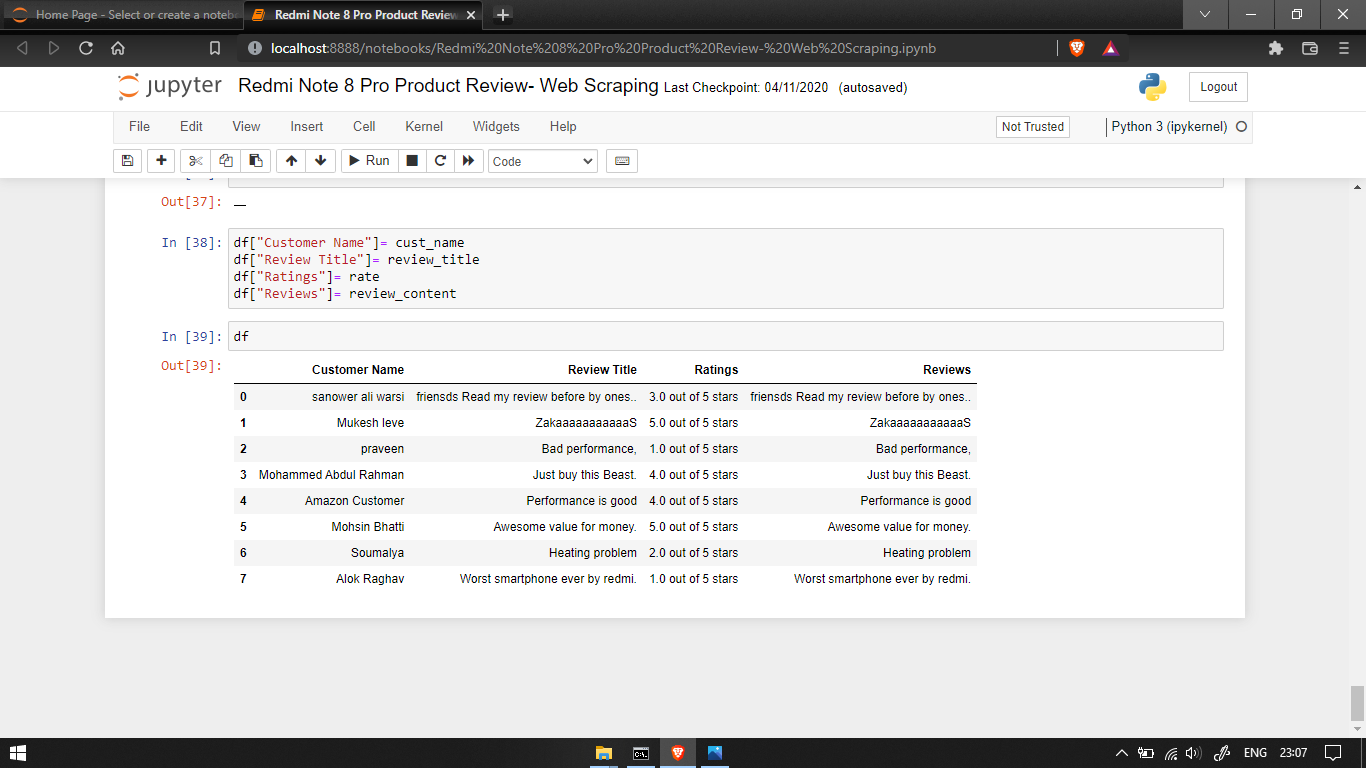 Home Page - Select or create a noteb
Redmi Note 8 Pro Product Review
localhost:8888/notebooks/Redmi%20Note%208%20Pro%20Product%20Review-%20Web%20Scraping.ipynb
jupyter Redmi Note 8 Pro Product Review- Web Scraping Last Checkpoint: 04/11/2020 (autosaved)
Logout
File Edit View Insert Cell Kernel Widgets Help
Not Trusted
Python 3 (ipykernel)
Run
Code
Out[37]:
In [38]: df["Customer Name"]= cust_name
df["Review Title"]= review_title
df["Ratings"]= rate
df["Reviews"]= review_content
In [39]: df
Out[39]:
Customer Name Review Title Ratings Reviews
0 sanower ali warsi friensds Read my review before by ones.. 3.0 out of 5 stars friensds Read my review before by ones..
1 Mukesh leve ZakaaaaaaaaaaaS 5.0 out of 5 stars ZakaaaaaaaaaaaS
2 praveen Bad performance, 1.0 out of 5 stars Bad performance,
3 Mohammed Abdul Rahman Just buy this Beast. 4.0 out of 5 stars Just buy this Beast.
4 Amazon Customer Performance is good 4.0 out of 5 stars Performance is good
5 Mohsin Bhatti Awesome value for money. 5.0 out of 5 stars Awesome value for money.
6 Soumalya Heating problem 2.0 out of 5 stars Heating problem
7 Alok Raghav Worst smartphone ever by redmi. 1.0 out of 5 stars Worst smartphone ever by redmi.
ENG 23:07